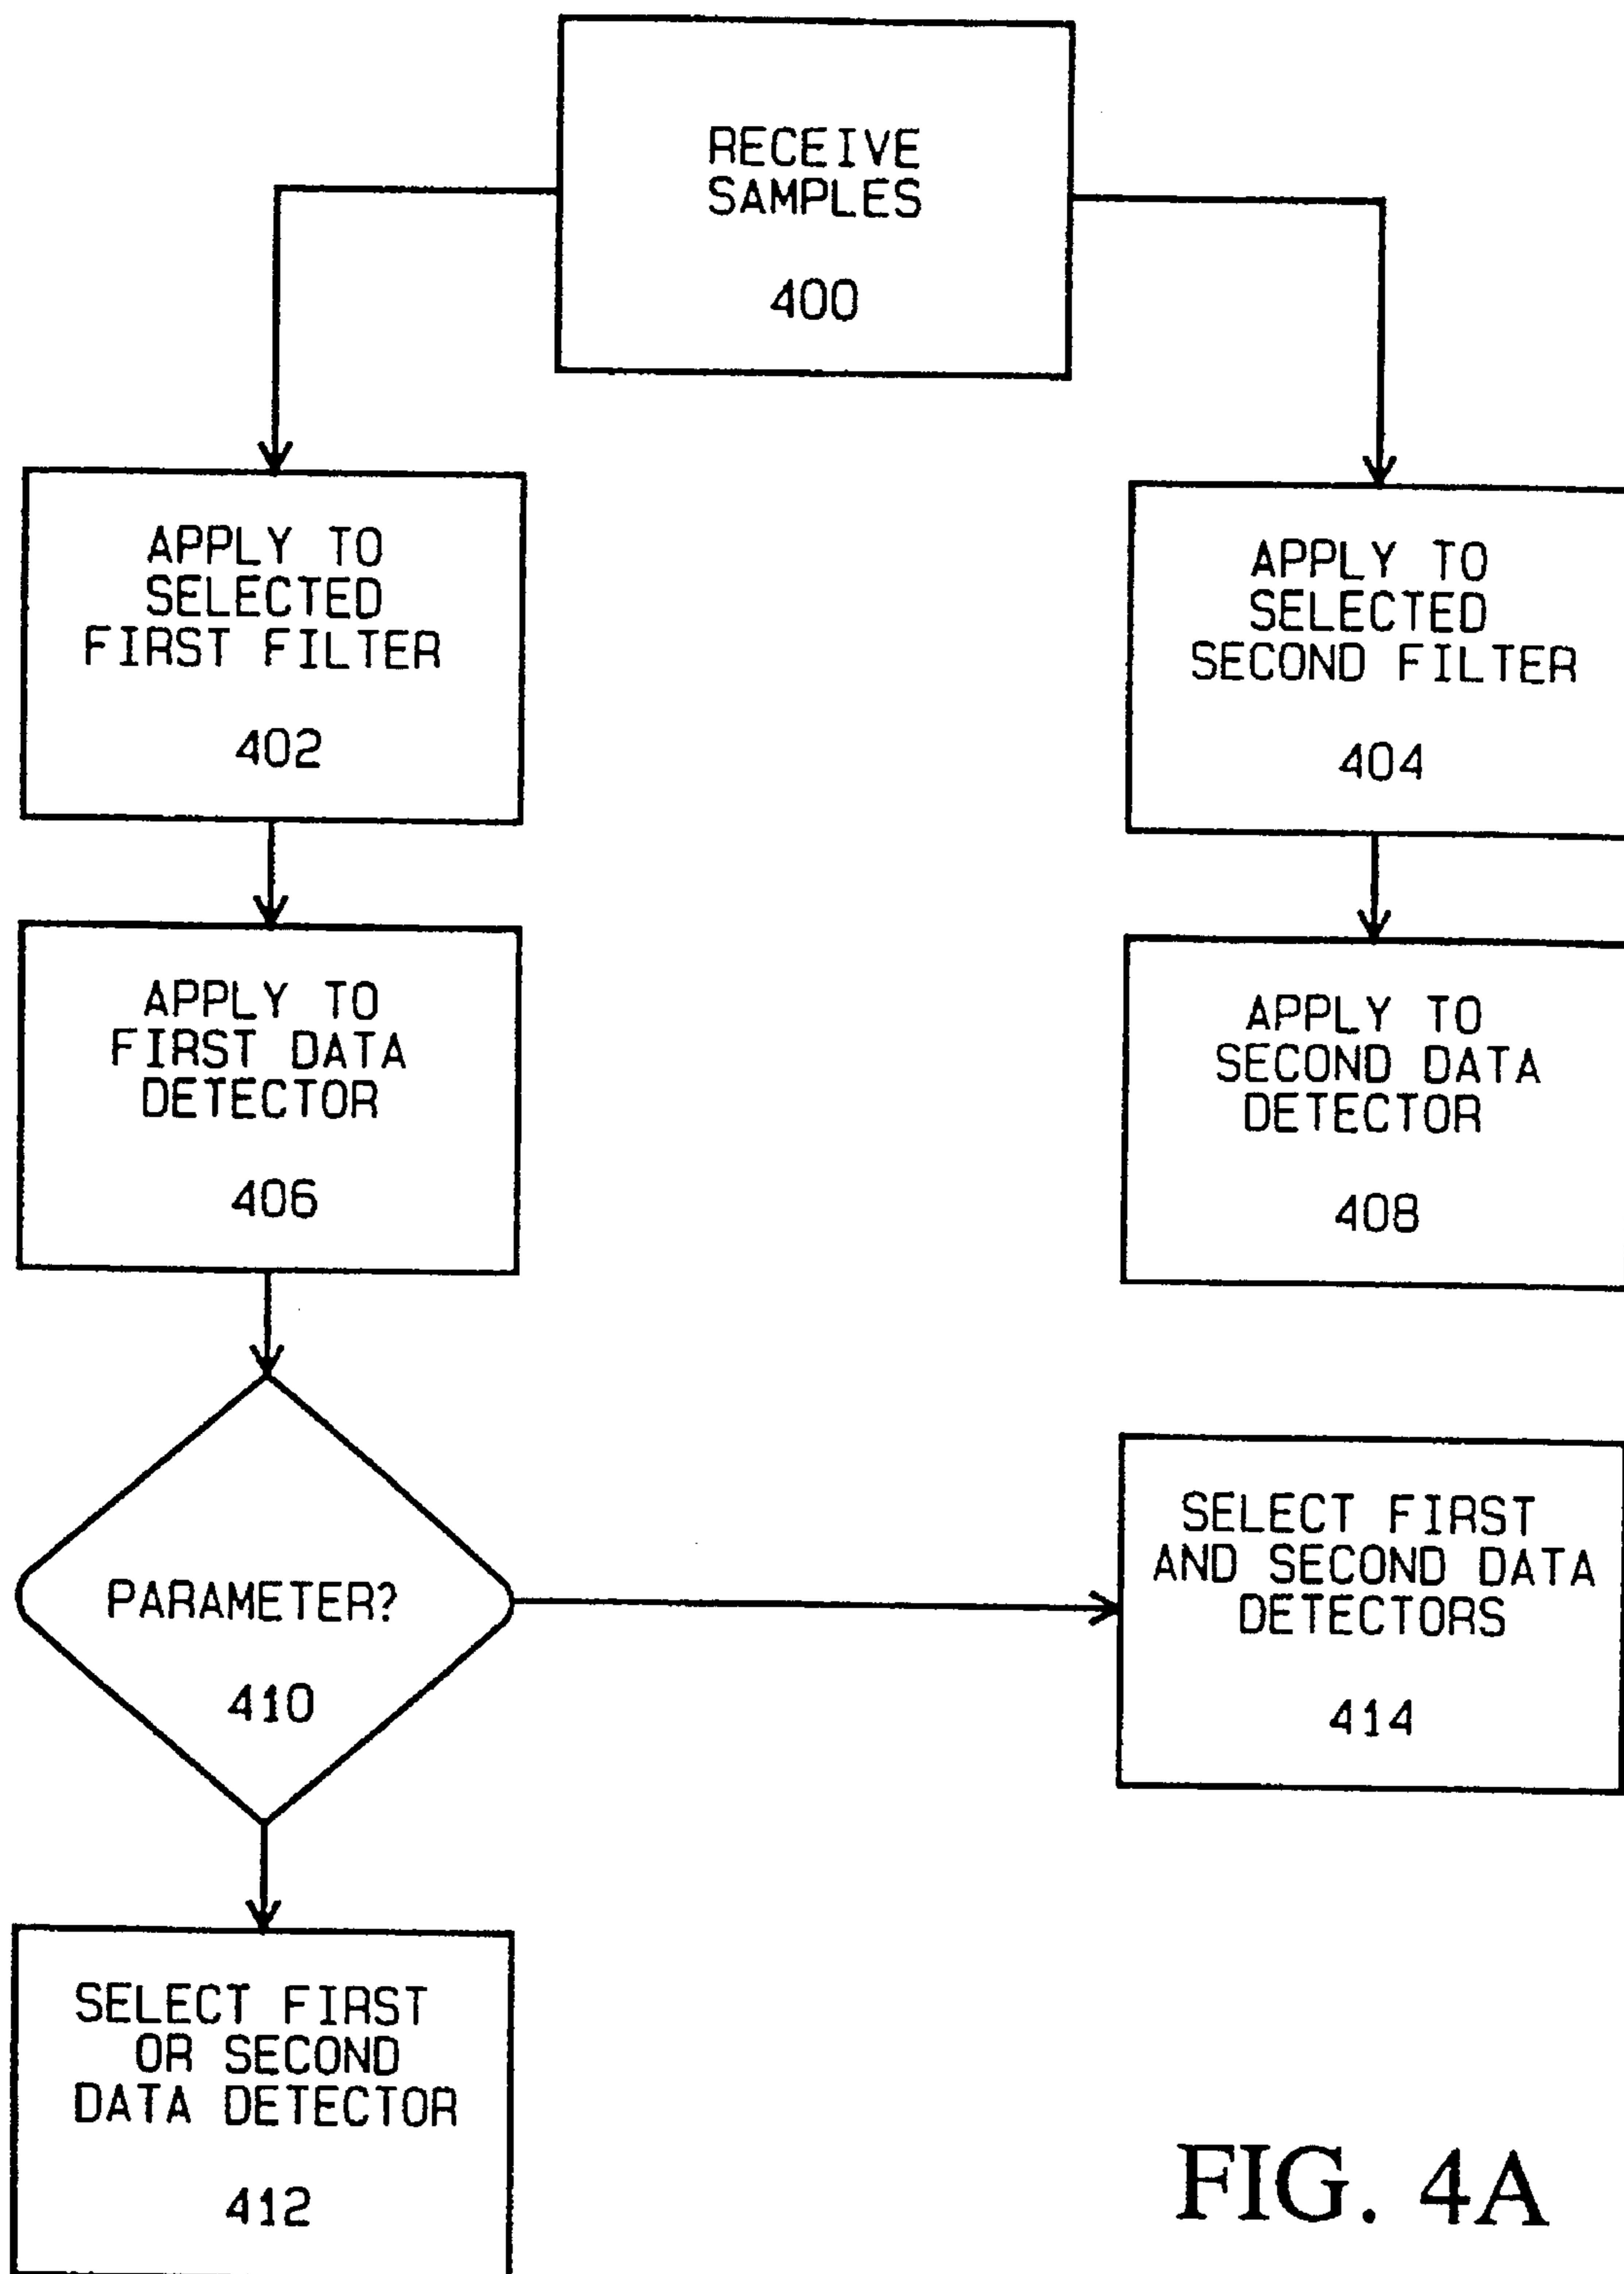 RECEIVE
SAMPLES
400
APPLY TO
SELECTED
FIRST FILTER
402
APPLY TO
SELECTED
SECOND FILTER
404
APPLY TO
FIRST DATA
DETECTOR
406
APPLY TO
SECOND DATA
DETECTOR
408
PARAMETER?
410
SELECT FIRST
AND SECOND DATA
DETECTORS
414
SELECT FIRST
OR SECOND
DATA DETECTOR
412
FIG. 4A